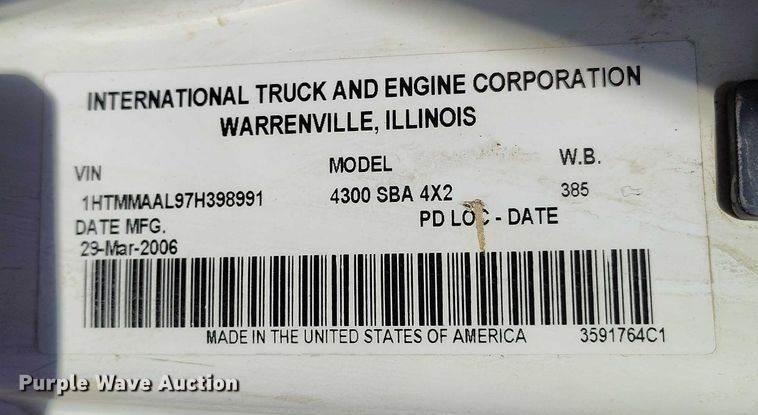 INTERNATIONAL TRUCK AND ENGINE CORPORATION
WARRENVILLE, ILLINOIS
VIN MODEL W.B.
1HTMMAAL97H398991 4300 SBA 4X2 385
DATE MFG. PD LOC - DATE
29-Mar-2006
MADE IN THE UNITED STATES OF AMERICA 3591764C1
Purple Wave Auction